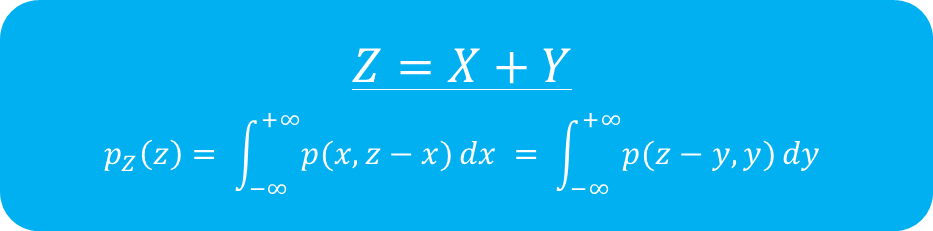 Z = X + Y
p_Z(z) = ∫_{−∞}^{+∞} p(x, z − x) dx = ∫_{−∞}^{+∞} p(z − y, y) dy